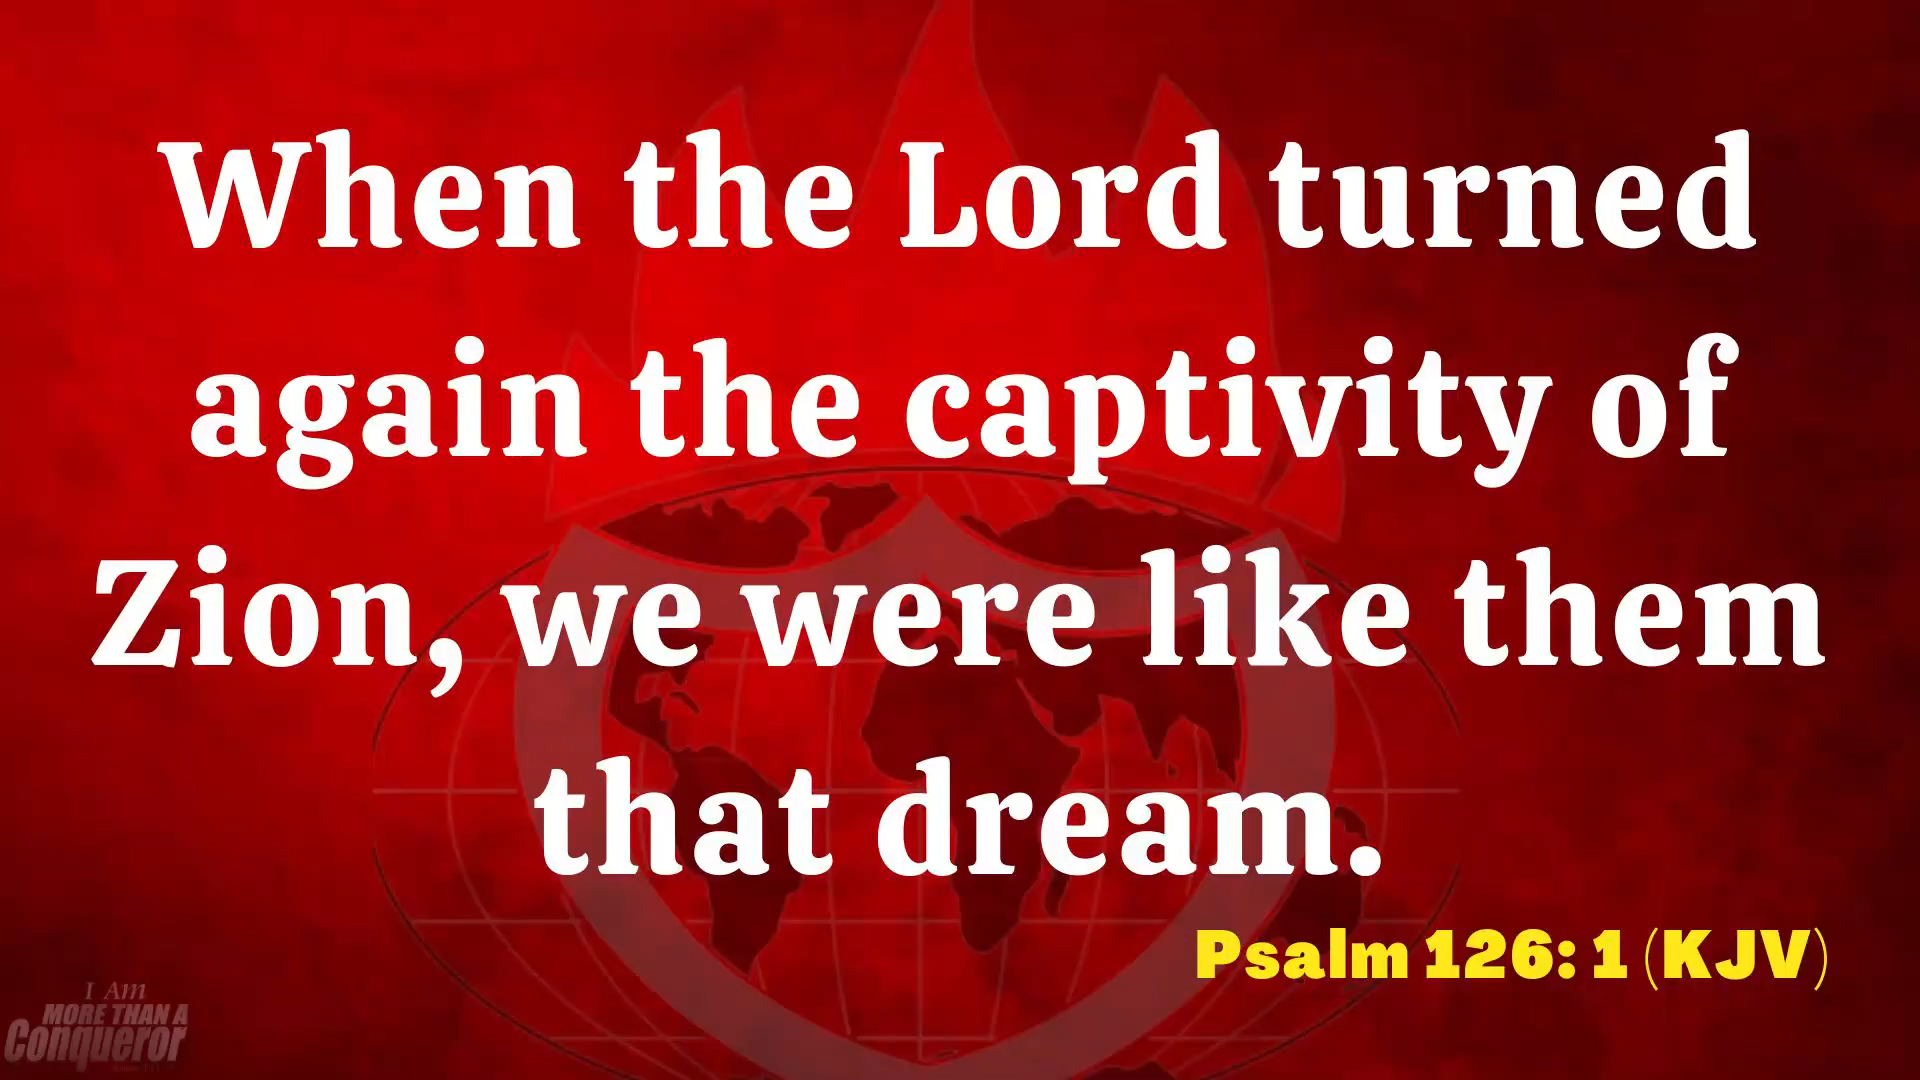 When the Lord turned
again the captivity of
Zion, we were like them
that dream.
Psalm 126: 1 (KJV)
I Am
MORE THAN A
Conqueror